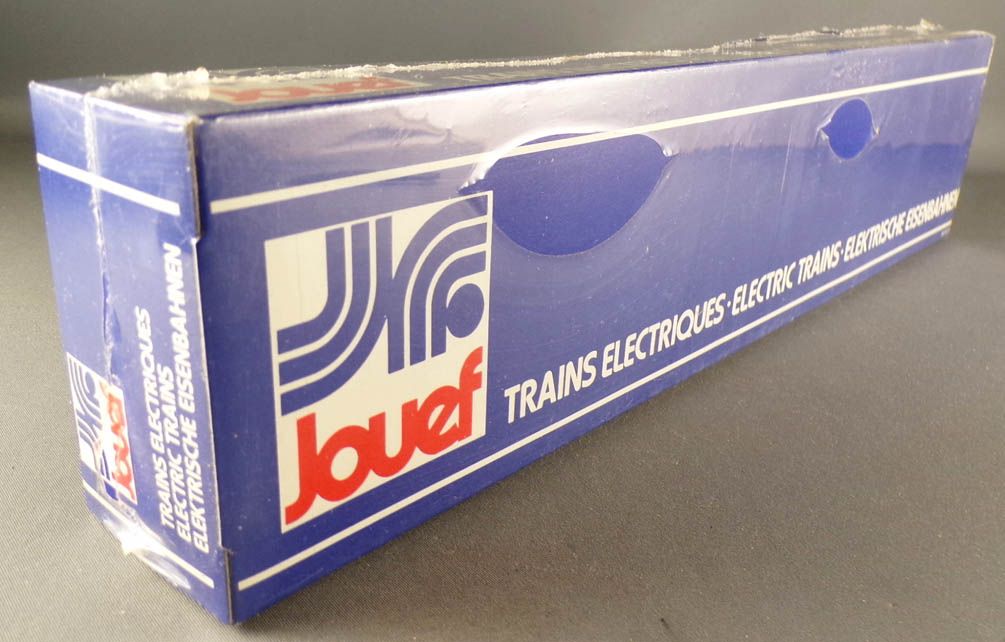 Jouef
TRAINS ELECTRIQUES
ELECTRIC TRAINS
ELEKTRISCHE EISENBAHNEN
Jouef
TRAINS ELECTRIQUES · ELECTRIC TRAINS · ELEKTRISCHE EISENBAHNEN